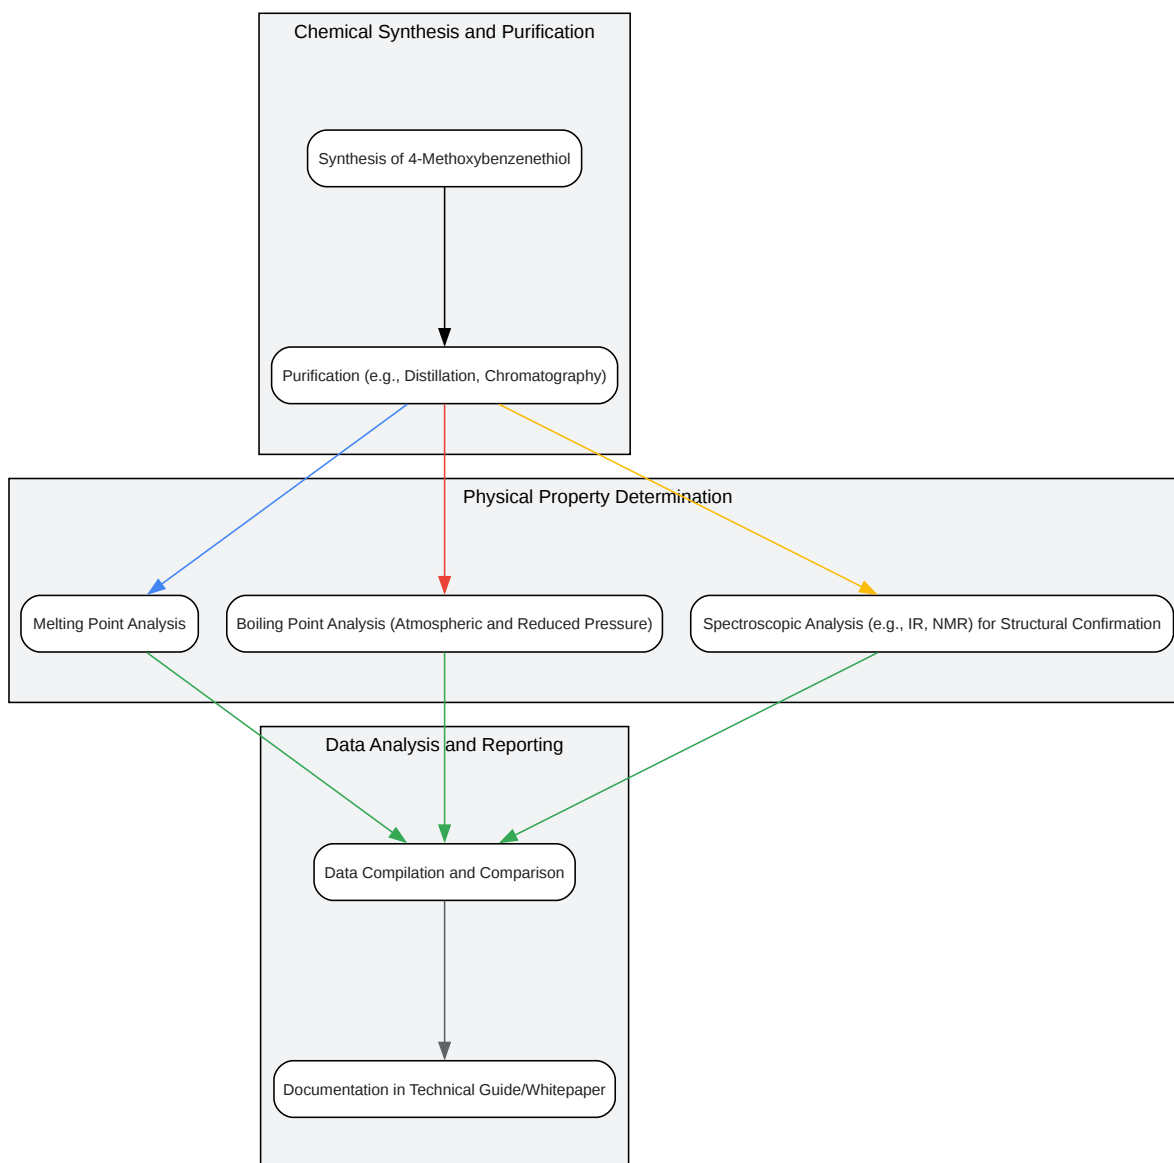 Chemical Synthesis and Purification
Synthesis of 4-Methoxybenzenethiol
Purification (e.g., Distillation, Chromatography)
Physical Property Determination
Melting Point Analysis
Boiling Point Analysis (Atmospheric and Reduced Pressure)
Spectroscopic Analysis (e.g., IR, NMR) for Structural Confirmation
Data Analysis and Reporting
Data Compilation and Comparison
Documentation in Technical Guide/Whitepaper